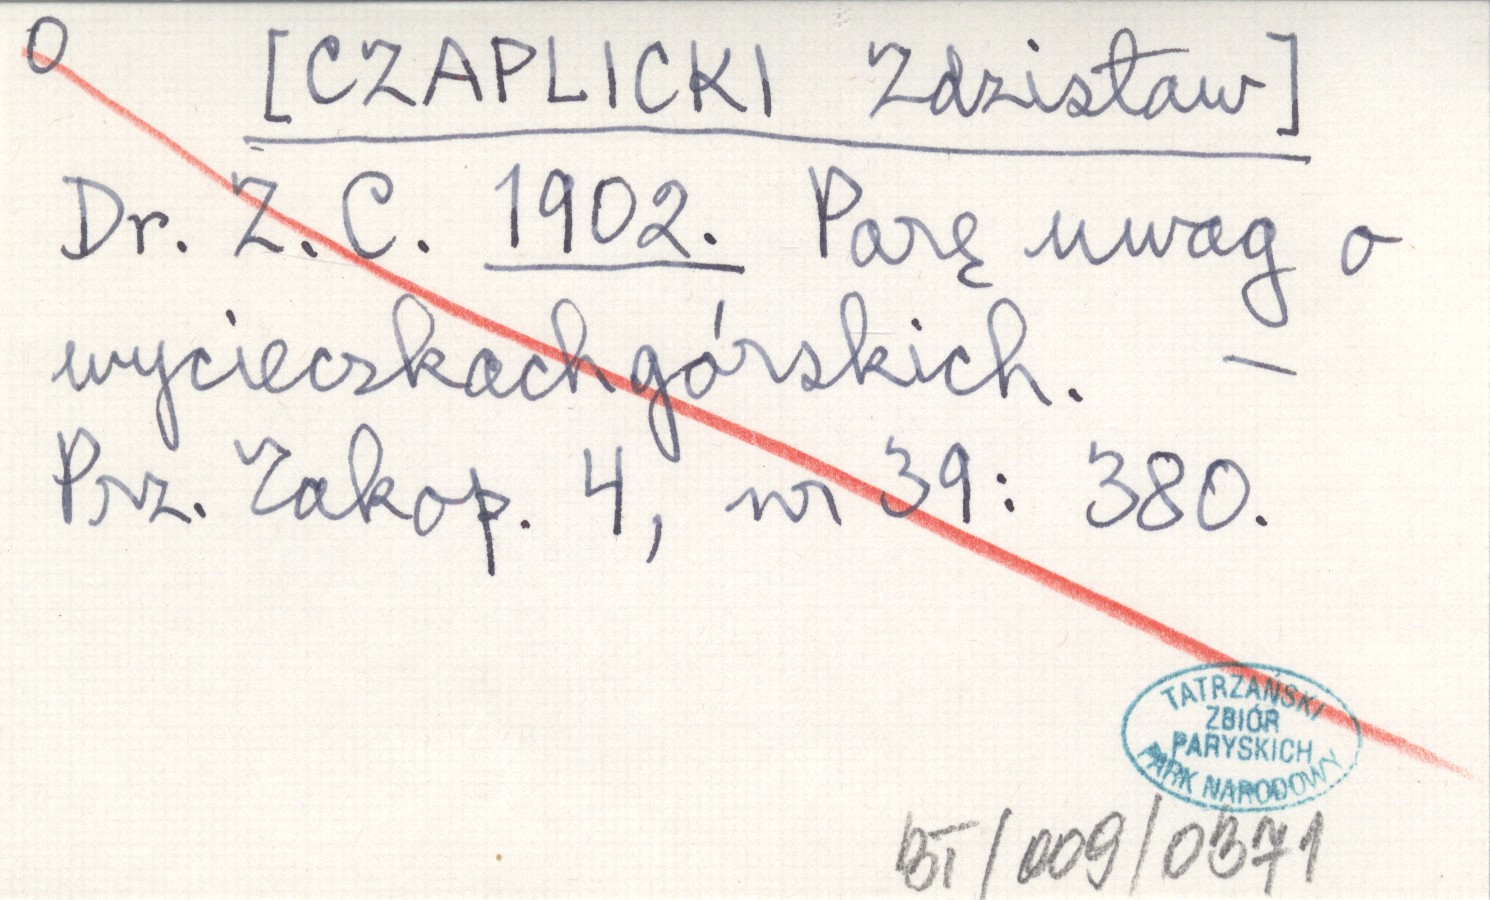 O
[CZAPLICKI Zdzisław]
Dr. Z. C. 1902. Parę uwag o
wycieczkach górskich. —
Prz. Zakop. 4, nr 39: 380.
TATRZAŃSKI
ZBIÓR
PARYSKICH
PARK NARODOWY
BT/009/0371